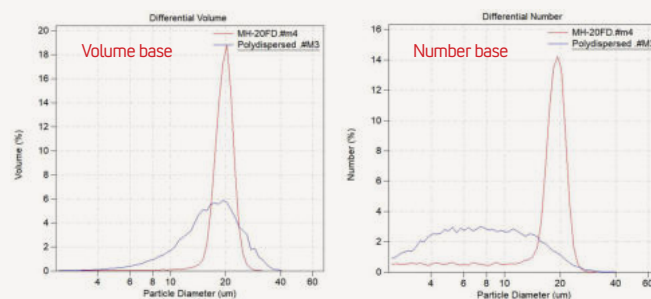 Differential Volume
Volume base
MH-20FD.#m4
Polydispersed .#M3
20
18
16
14
12
10
8
6
4
2
0
Volume (%)
4 6 8 10 20 40 60
Particle Diameter (um)
Differential Number
Number base
MH-20FD.#m4
Polydispersed .#M3
16
14
12
10
8
6
4
2
0
Number (%)
4 6 8 10 20 40 60
Particle Diameter (um)